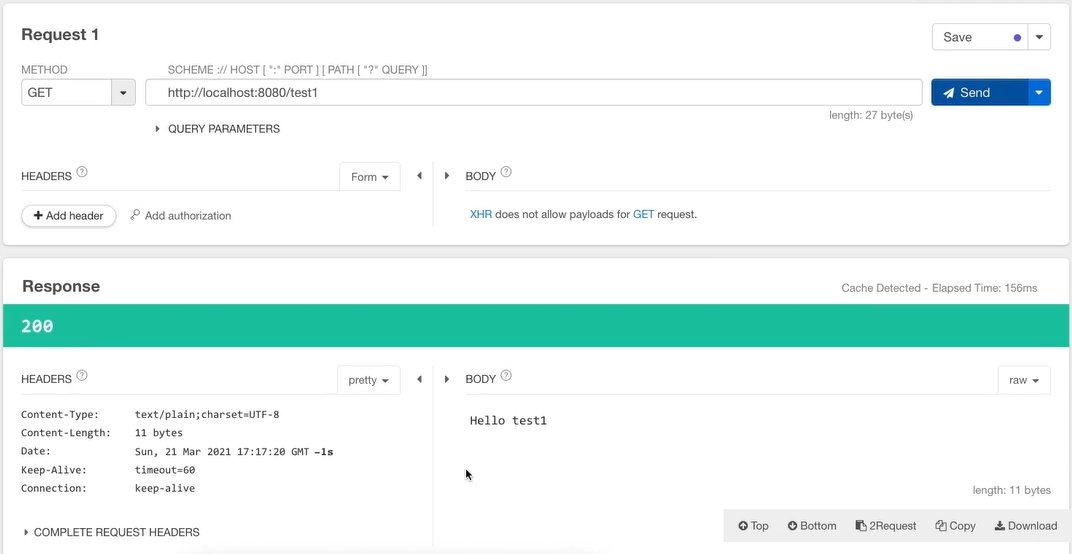 Request 1
Save
METHOD
SCHEME :// HOST [ ":" PORT ] [ PATH [ "?" QUERY ]]
GET
http://localhost:8080/test1
Send
length: 27 byte(s)
QUERY PARAMETERS
HEADERS ?
Form
BODY ?
+ Add header
Add authorization
XHR does not allow payloads for GET request.
Response
Cache Detected - Elapsed Time: 156ms
200
HEADERS ?
pretty
BODY ?
raw
Content-Type: text/plain;charset=UTF-8
Content-Length: 11 bytes
Date: Sun, 21 Mar 2021 17:17:20 GMT -1s
Keep-Alive: timeout=60
Connection: keep-alive
Hello test1
length: 11 bytes
COMPLETE REQUEST HEADERS
Top Bottom 2Request Copy Download